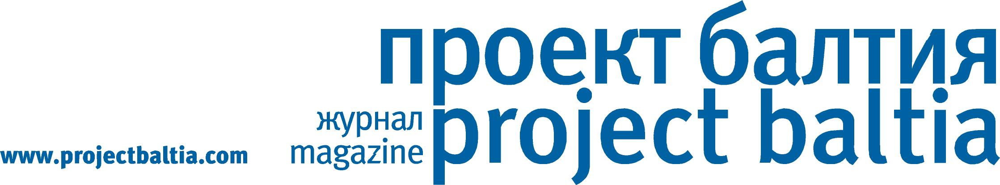 проект балтия
журнал
project baltia
magazine
www.projectbaltia.com